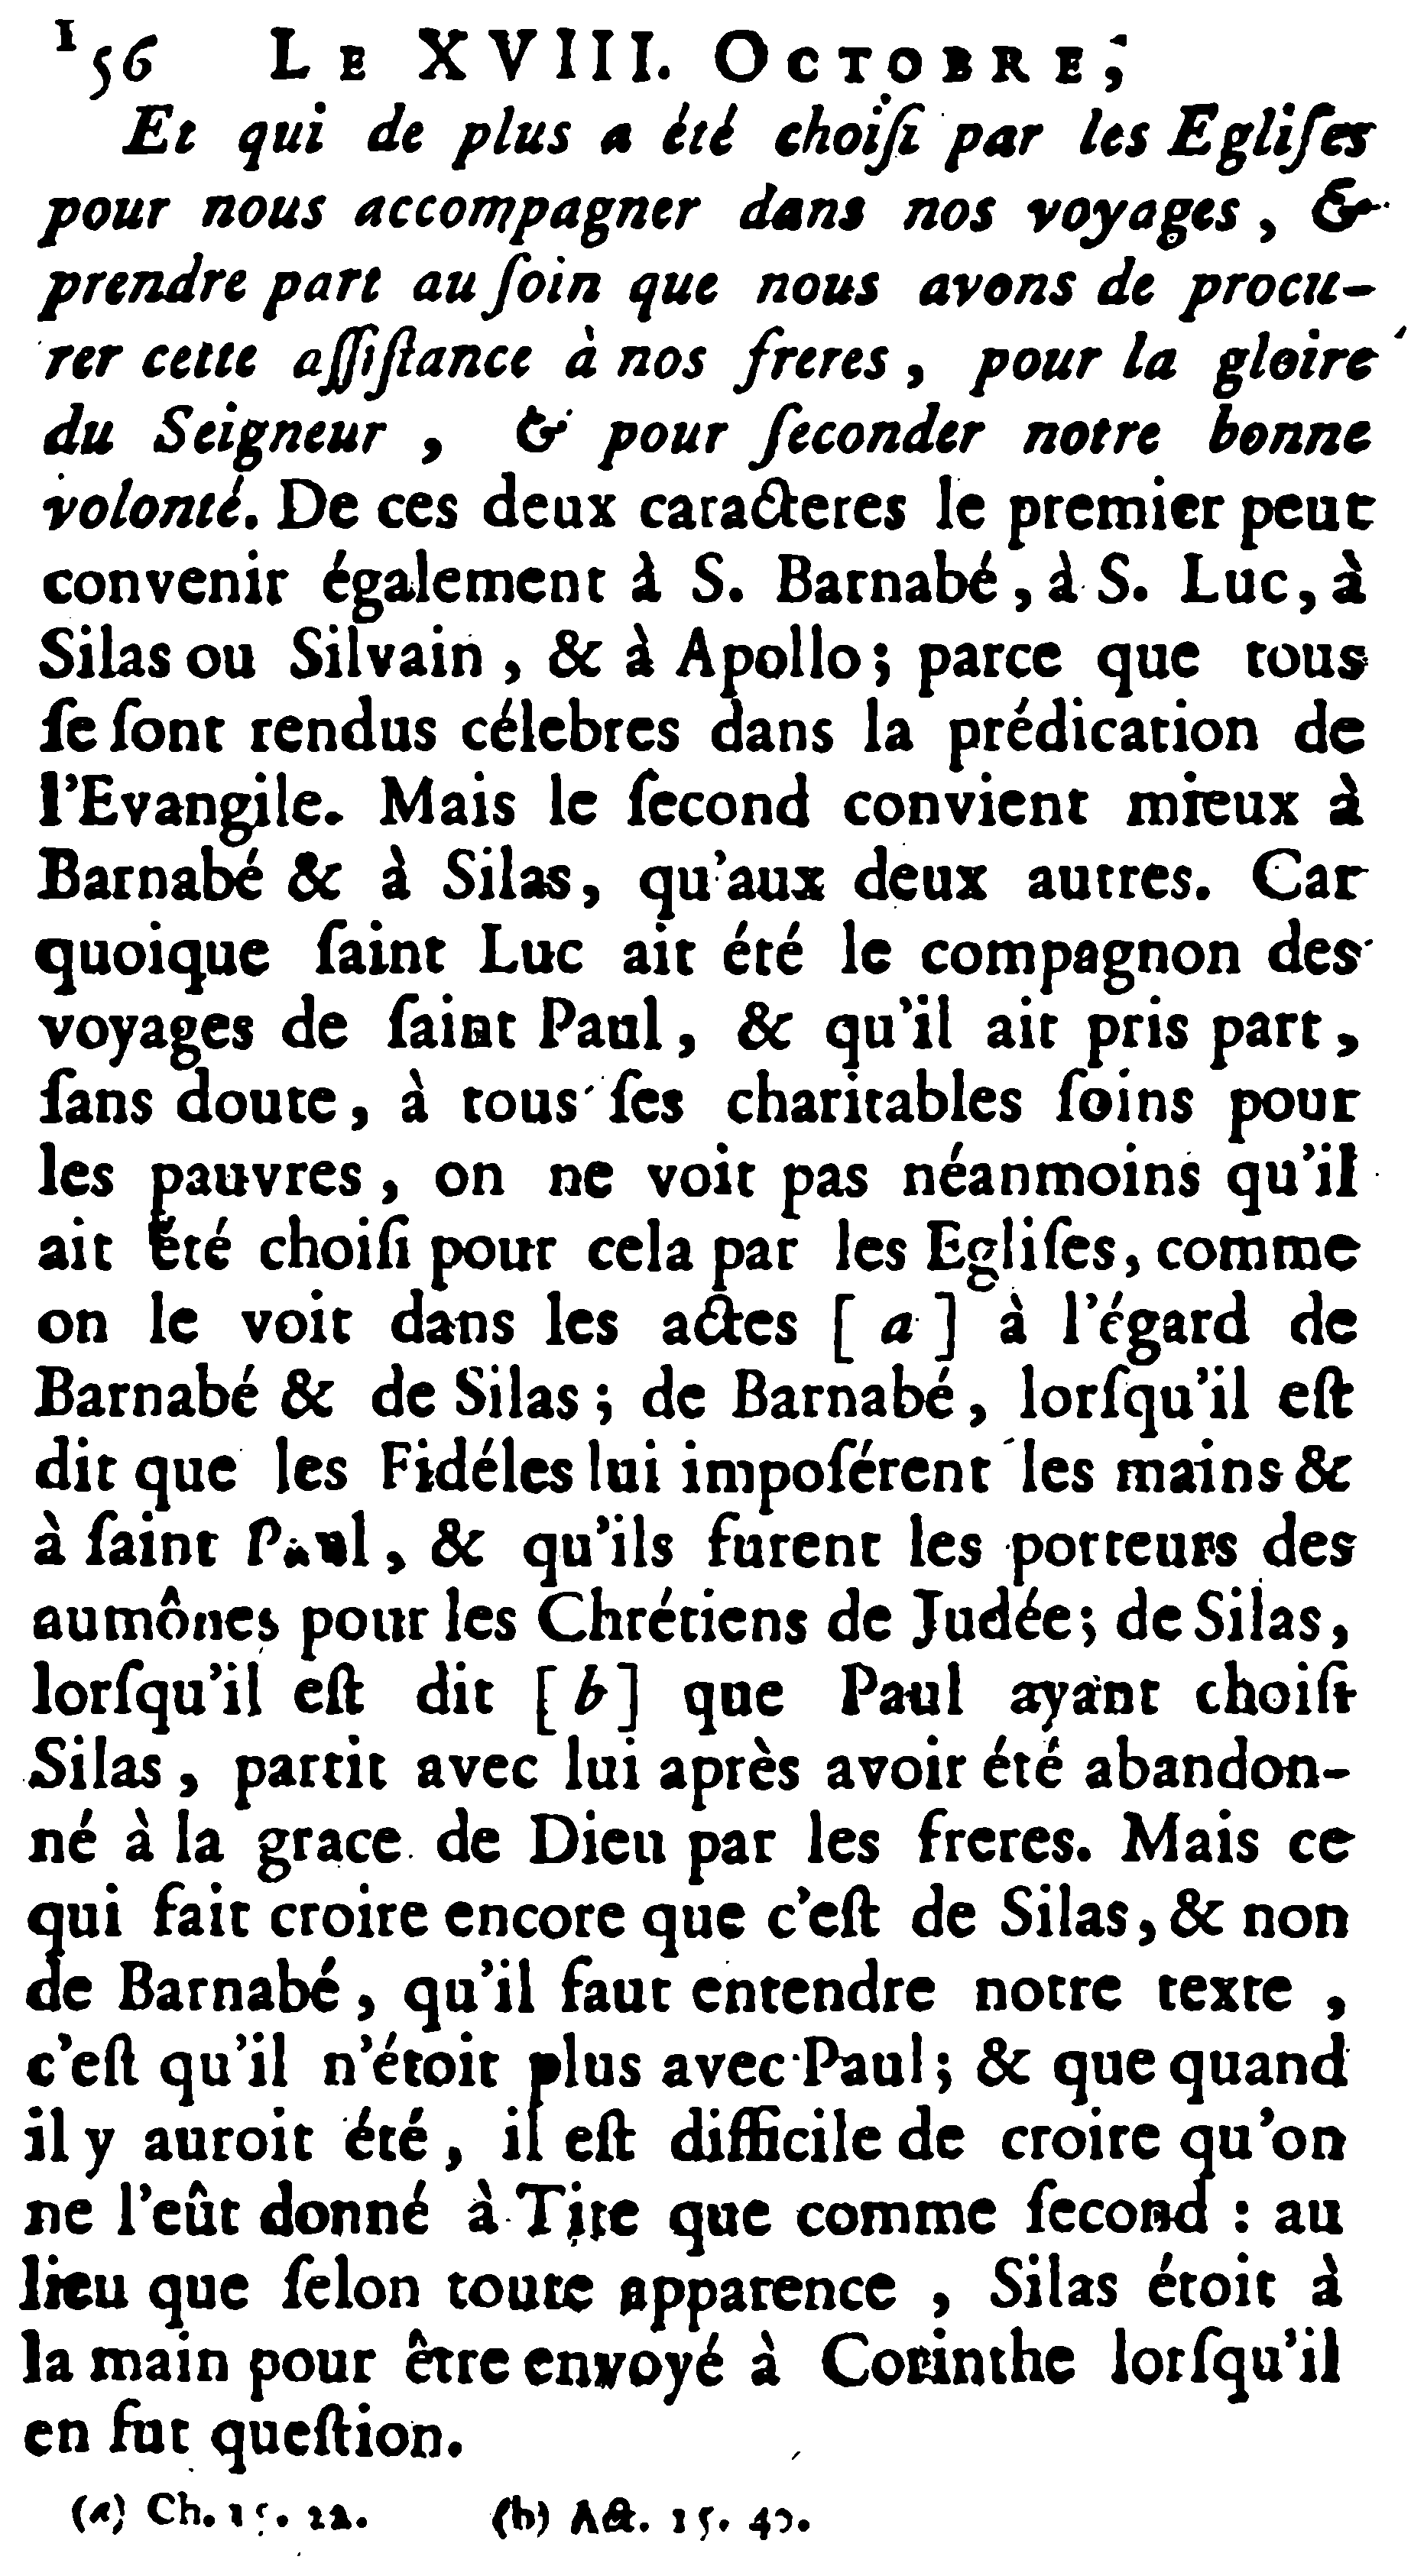 156 LE XVIII. OCTOBRE,
Et qui de plus a été choiſi par les Egliſes
pour nous accompagner dans nos voyages, &
prendre part au ſoin que nous avons de procu-
rer cette aſſiſtance à nos freres, pour la gloire
du Seigneur, & pour ſeconder notre bonne
volonté. De ces deux caracteres le premier peut
convenir également à S. Barnabé, à S. Luc, à
Silas ou Silvain, & à Apollo; parce que tous
ſe ſont rendus célebres dans la prédication de
l'Evangile. Mais le ſecond convient mieux à
Barnabé & à Silas, qu'aux deux autres. Car
quoique ſaint Luc ait été le compagnon des
voyages de ſaint Paul, & qu'il ait pris part,
ſans doute, à tous ſes charitables ſoins pour
les pauvres, on ne voit pas néanmoins qu'il
ait été choiſi pour cela par les Egliſes, comme
on le voit dans les actes [a] à l'égard de
Barnabé & de Silas; de Barnabé, lorſqu'il eſt
dit que les Fidéles lui impoſérent les mains &
à ſaint Paul, & qu'ils furent les porteurs des
aumônes pour les Chrétiens de Judée; de Silas,
lorſqu'il eſt dit [b] que Paul ayant choiſi
Silas, partit avec lui après avoir été abandon-
né à la grace de Dieu par les freres. Mais ce
qui fait croire encore que c'eſt de Silas, & non
de Barnabé, qu'il faut entendre notre texte,
c'eſt qu'il n'étoit plus avec Paul; & que quand
il y auroit été, il eſt difficile de croire qu'on
ne l'eût donné à Tite que comme ſecond : au
lieu que ſelon toute apparence, Silas étoit à
la main pour être envoyé à Corinthe lorſqu'il
en fut queſtion.
(a) Ch. 15. 22. (b) Act. 15. 40.